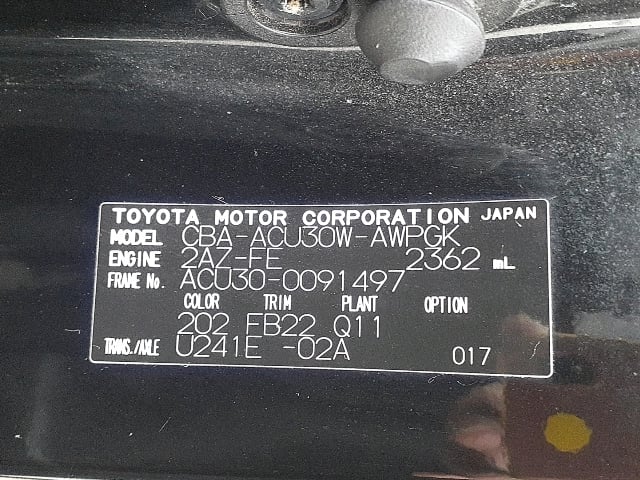 TOYOTA MOTOR CORPORATION JAPAN
MODEL CBA-ACU30W-AWPGK
ENGINE 2AZ-FE 2362 mL
FRAME No. ACU30-0091497
COLOR TRIM PLANT OPTION
202 FB22 Q11
TRANS./AXLE U241E -02A 017